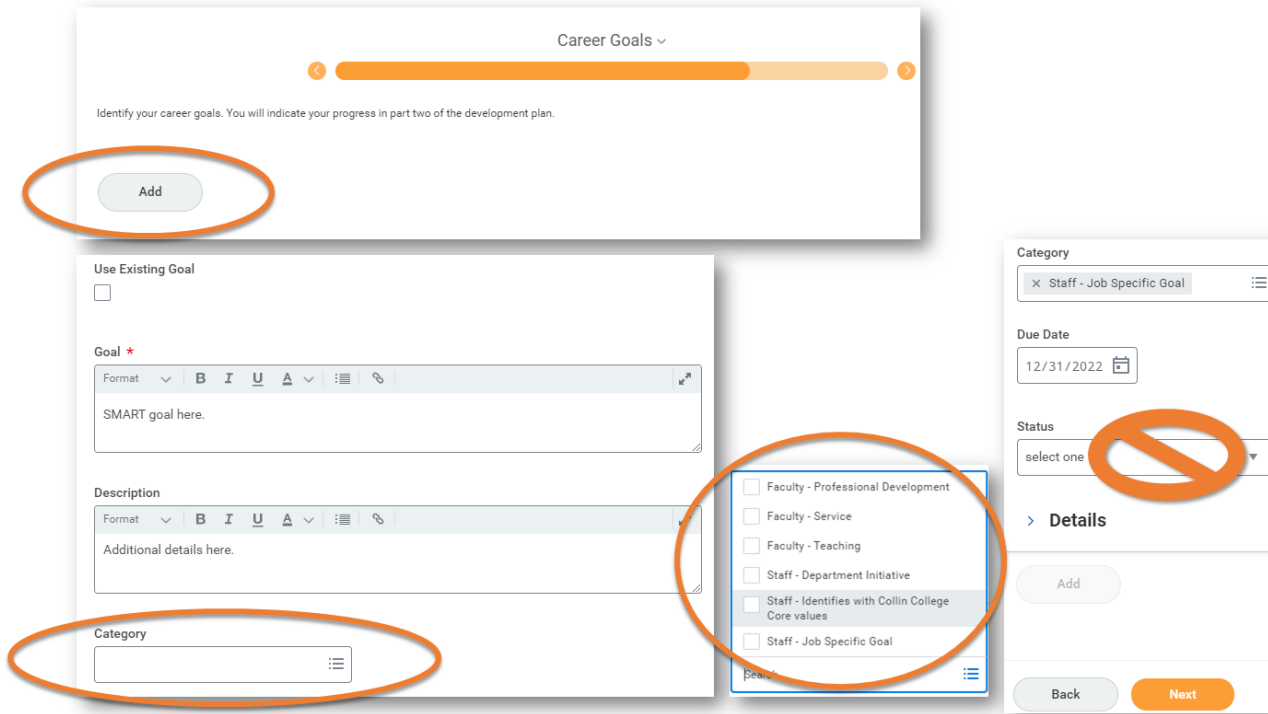 Career Goals
Identify your career goals. You will indicate your progress in part two of the development plan.
Add
Use Existing Goal
Goal *
Format B I U A
SMART goal here.
Description
Format B I U A
Additional details here.
Category
Faculty - Professional Development
Faculty - Service
Faculty - Teaching
Staff - Department Initiative
Staff - Identifies with Collin College
Core values
Staff - Job Specific Goal
Search
Category
× Staff - Job Specific Goal
Due Date
12/31/2022
Status
select one
Details
Add
Back
Next